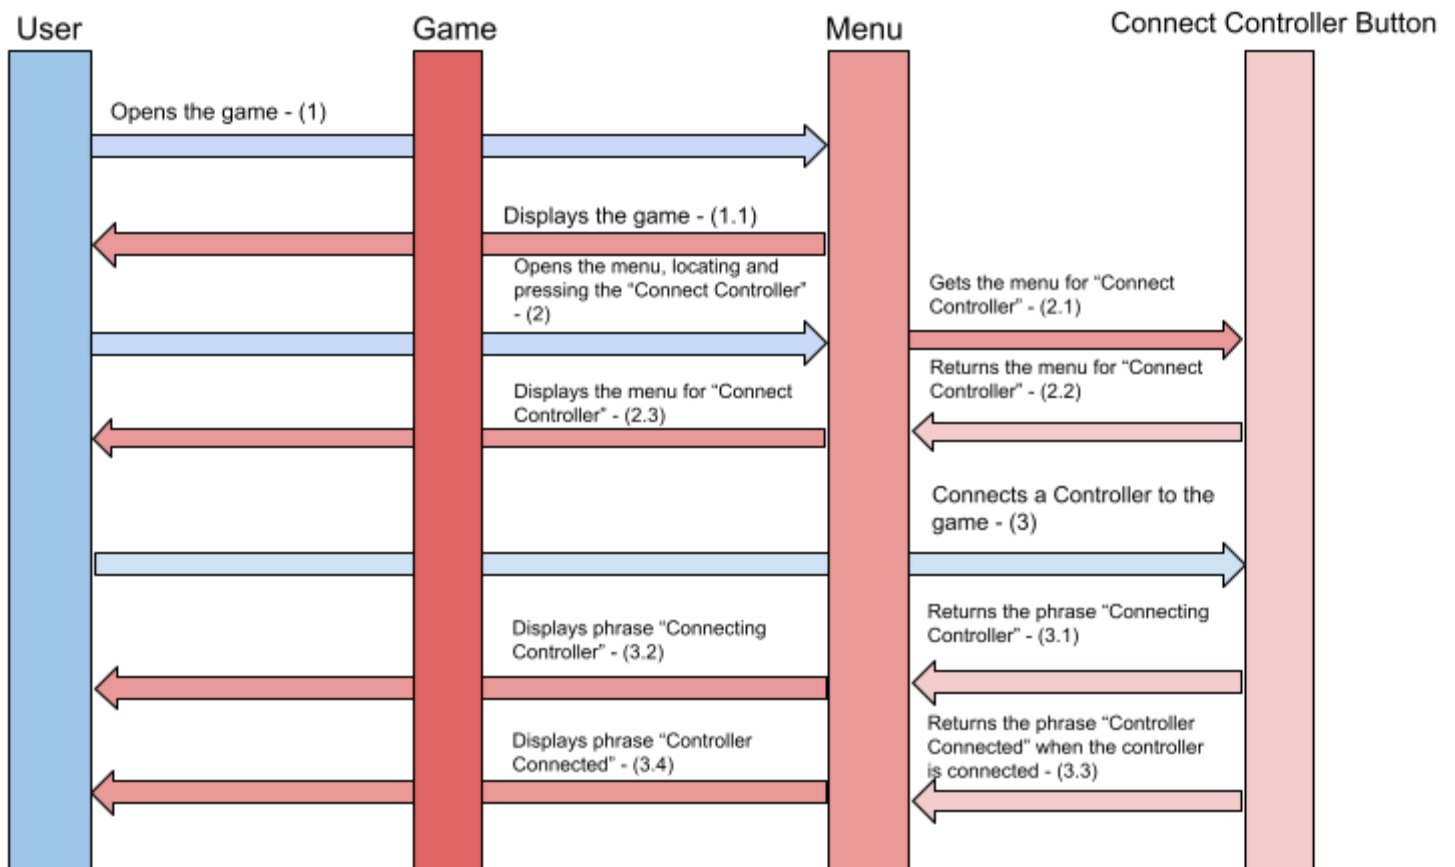 User
Game
Menu
Connect Controller Button
Opens the game - (1)
Displays the game - (1.1)
Opens the menu, locating and
pressing the “Connect Controller”
- (2)
Gets the menu for “Connect
Controller” - (2.1)
Returns the menu for “Connect
Controller” - (2.2)
Displays the menu for “Connect
Controller” - (2.3)
Connects a Controller to the
game - (3)
Returns the phrase “Connecting
Controller” - (3.1)
Displays phrase “Connecting
Controller” - (3.2)
Returns the phrase “Controller
Connected” when the controller
is connected - (3.3)
Displays phrase “Controller
Connected” - (3.4)